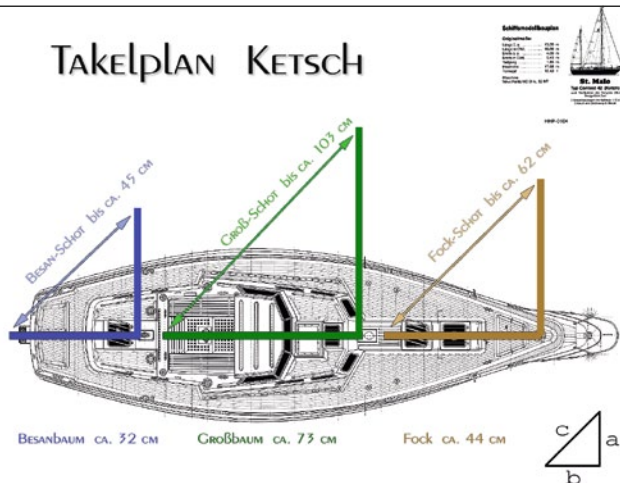 Takelplan Ketsch
Schiffsmodellbauplan
St. Malo
Besan-Schot bis ca. 45 cm
Groß-Schot bis ca. 103 cm
Fock-Schot bis ca. 62 cm
Besanbaum ca. 32 cm
Großbaum ca. 73 cm
Fock ca. 44 cm
c
a
b